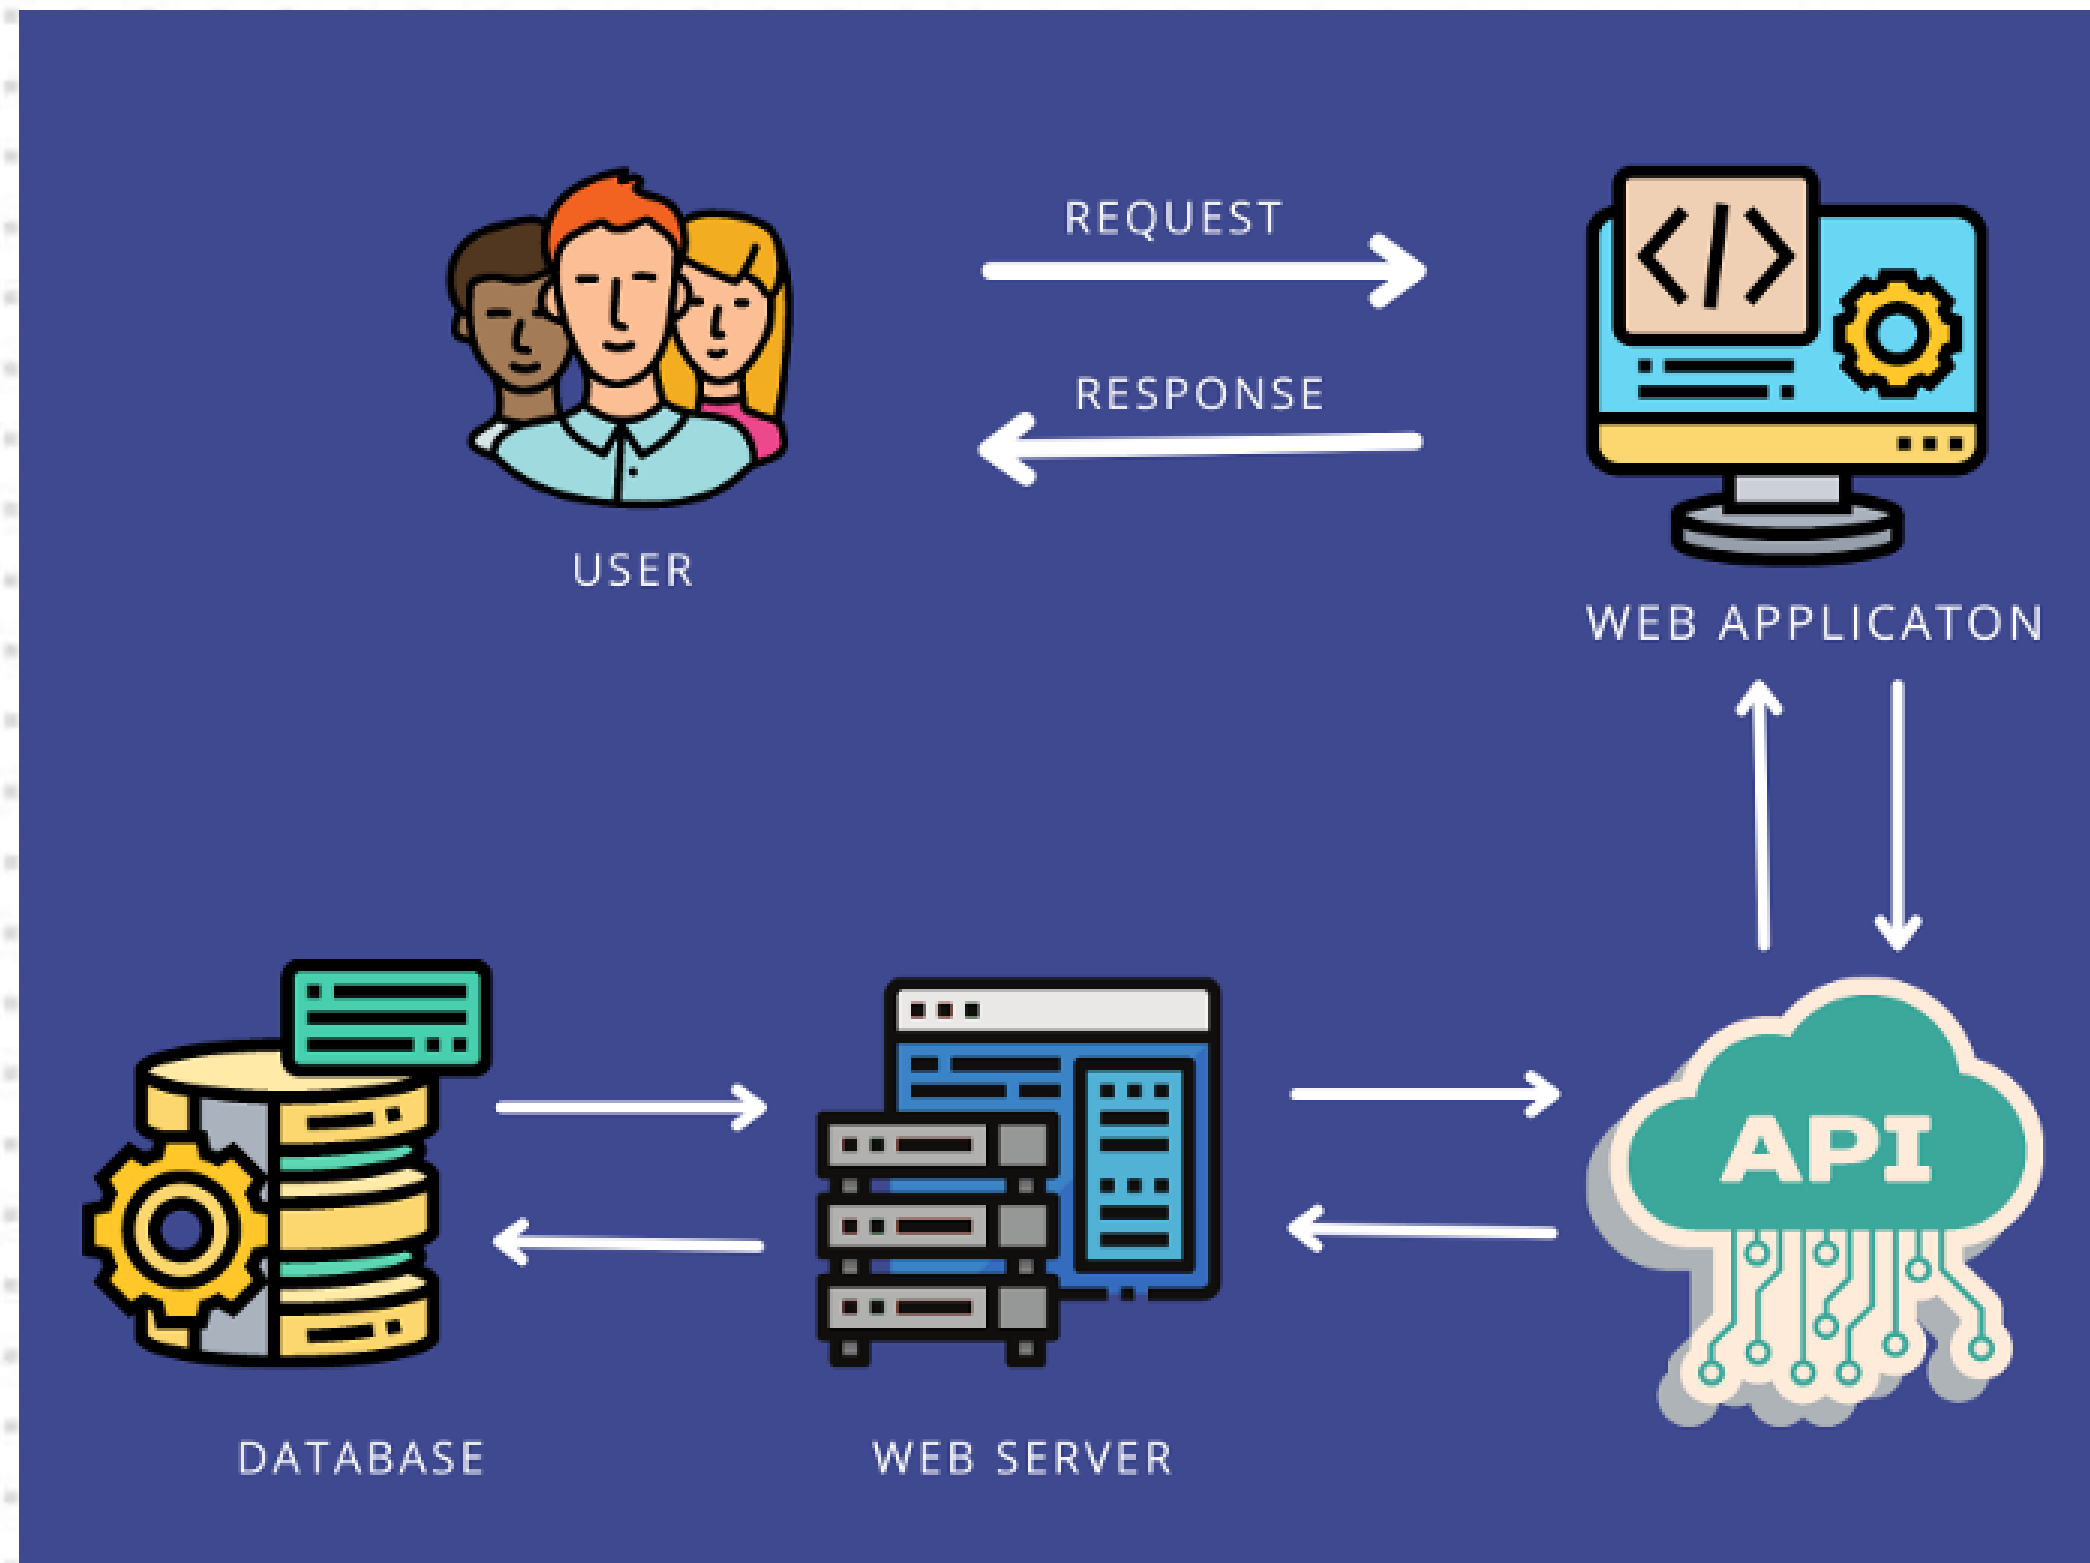 REQUEST
RESPONSE
USER
WEB APPLICATON
API
DATABASE
WEB SERVER